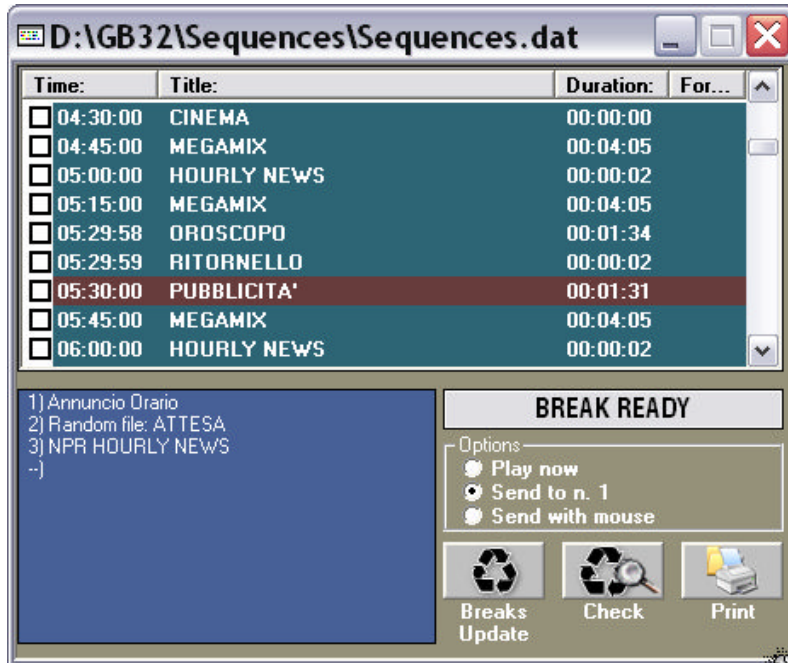 D:\GB32\Sequences\Sequences.dat
Time: Title: Duration: For...
04:30:00 CINEMA 00:00:00
04:45:00 MEGAMIX 00:04:05
05:00:00 HOURLY NEWS 00:00:02
05:15:00 MEGAMIX 00:04:05
05:29:58 OROSCOPO 00:01:34
05:29:59 RITORNELLO 00:00:02
05:30:00 PUBBLICITA' 00:01:31
05:45:00 MEGAMIX 00:04:05
06:00:00 HOURLY NEWS 00:00:02
1) Annuncio Orario
2) Random file: ATTESA
3) NPR HOURLY NEWS
--)
BREAK READY
Options
Play now
Send to n. 1
Send with mouse
Breaks Update
Check
Print